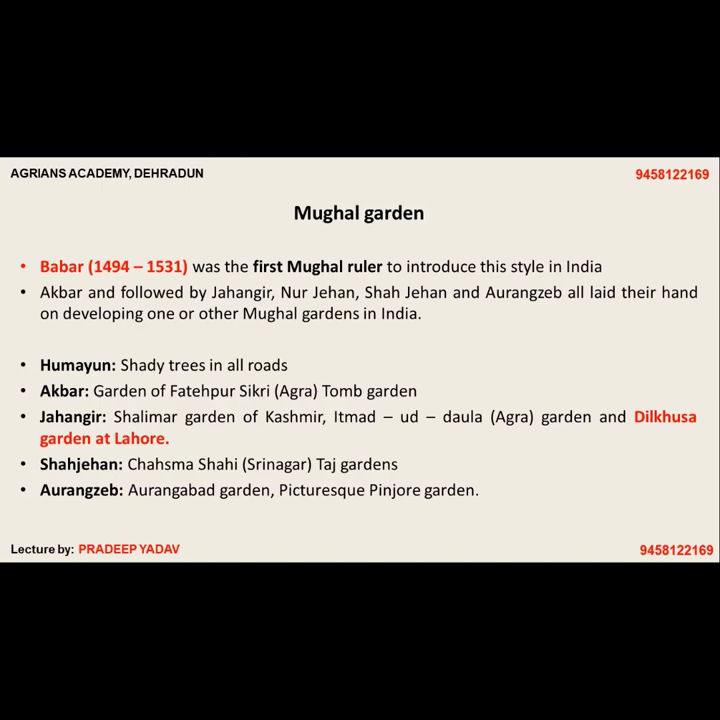 AGRIANS ACADEMY, DEHRADUN 9458122169
Mughal garden
• Babar (1494 – 1531) was the first Mughal ruler to introduce this style in India
• Akbar and followed by Jahangir, Nur Jehan, Shah Jehan and Aurangzeb all laid their hand
on developing one or other Mughal gardens in India.
• Humayun: Shady trees in all roads
• Akbar: Garden of Fatehpur Sikri (Agra) Tomb garden
• Jahangir: Shalimar garden of Kashmir, Itmad – ud – daula (Agra) garden and Dilkhusa
garden at Lahore.
• Shahjehan: Chahsma Shahi (Srinagar) Taj gardens
• Aurangzeb: Aurangabad garden, Picturesque Pinjore garden.
Lecture by: PRADEEP YADAV 9458122169